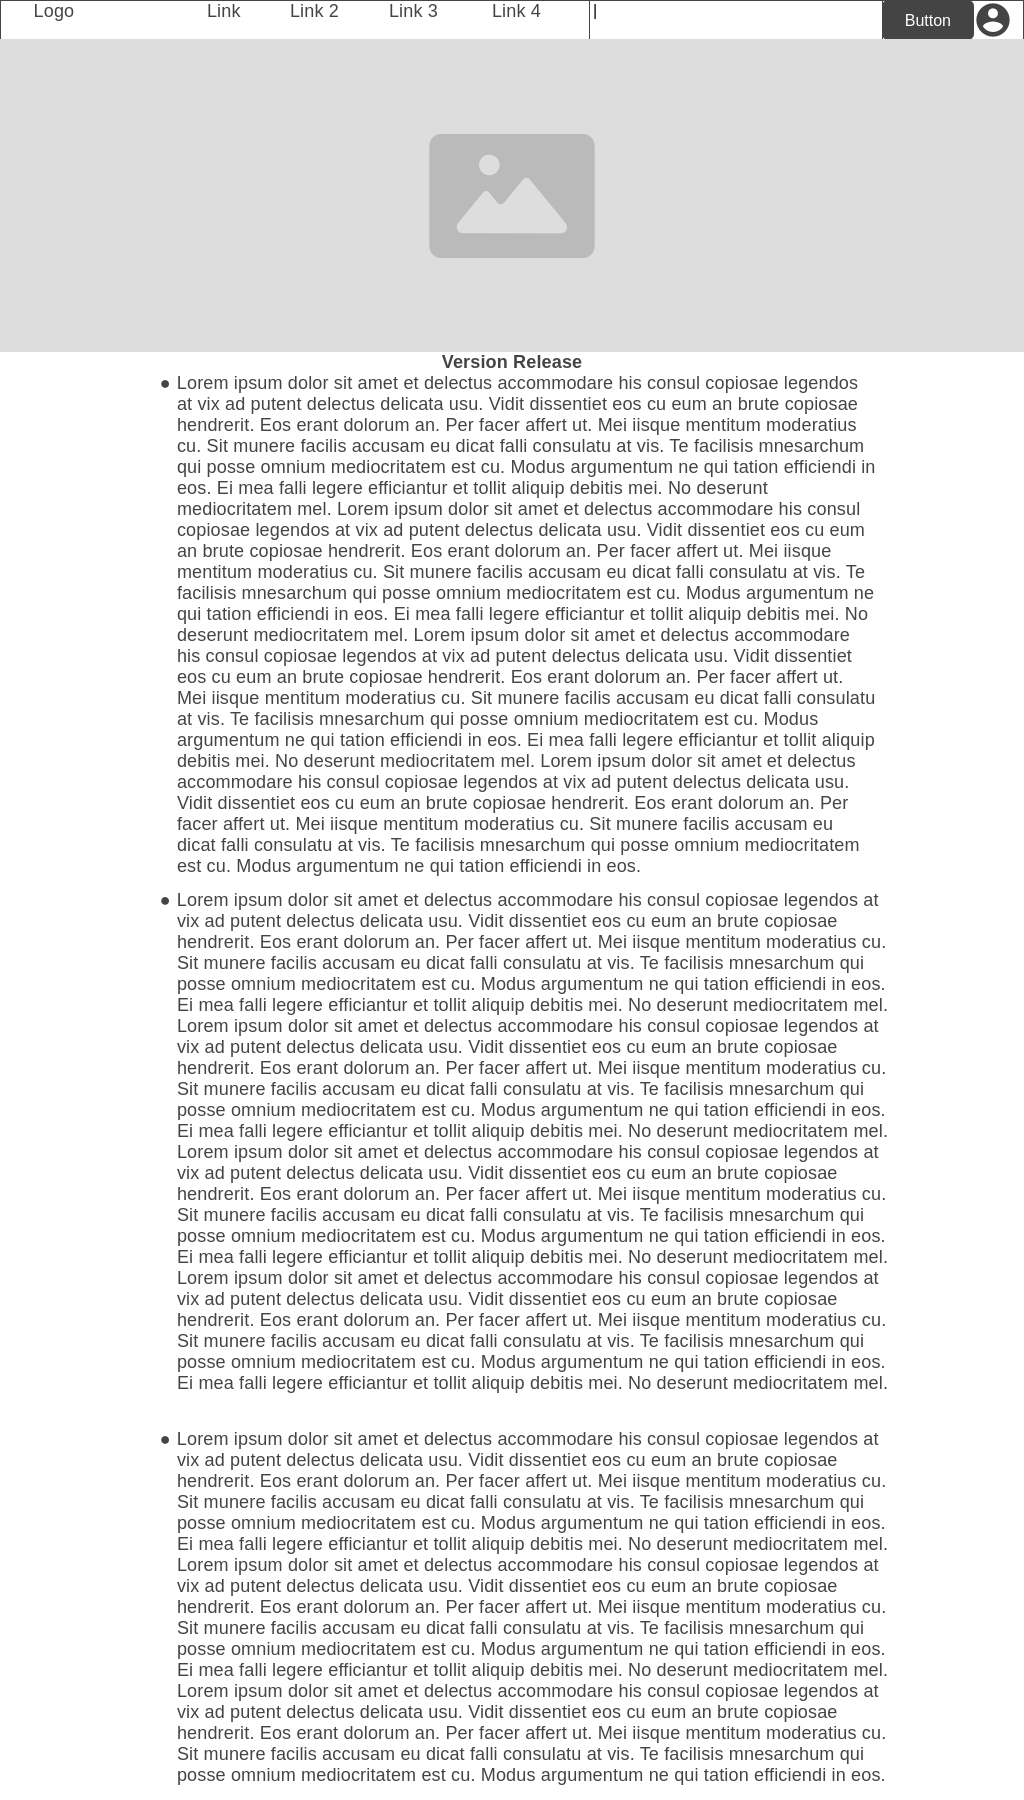 Logo Link Link 2 Link 3 Link 4 Button
Version Release
● Lorem ipsum dolor sit amet et delectus accommodare his consul copiosae legendos
at vix ad putent delectus delicata usu. Vidit dissentiet eos cu eum an brute copiosae
hendrerit. Eos erant dolorum an. Per facer affert ut. Mei iisque mentitum moderatius
cu. Sit munere facilis accusam eu dicat falli consulatu at vis. Te facilisis mnesarchum
qui posse omnium mediocritatem est cu. Modus argumentum ne qui tation efficiendi in
eos. Ei mea falli legere efficiantur et tollit aliquip debitis mei. No deserunt
mediocritatem mel. Lorem ipsum dolor sit amet et delectus accommodare his consul
copiosae legendos at vix ad putent delectus delicata usu. Vidit dissentiet eos cu eum
an brute copiosae hendrerit. Eos erant dolorum an. Per facer affert ut. Mei iisque
mentitum moderatius cu. Sit munere facilis accusam eu dicat falli consulatu at vis. Te
facilisis mnesarchum qui posse omnium mediocritatem est cu. Modus argumentum ne
qui tation efficiendi in eos. Ei mea falli legere efficiantur et tollit aliquip debitis mei. No
deserunt mediocritatem mel. Lorem ipsum dolor sit amet et delectus accommodare
his consul copiosae legendos at vix ad putent delectus delicata usu. Vidit dissentiet
eos cu eum an brute copiosae hendrerit. Eos erant dolorum an. Per facer affert ut.
Mei iisque mentitum moderatius cu. Sit munere facilis accusam eu dicat falli consulatu
at vis. Te facilisis mnesarchum qui posse omnium mediocritatem est cu. Modus
argumentum ne qui tation efficiendi in eos. Ei mea falli legere efficiantur et tollit aliquip
debitis mei. No deserunt mediocritatem mel. Lorem ipsum dolor sit amet et delectus
accommodare his consul copiosae legendos at vix ad putent delectus delicata usu.
Vidit dissentiet eos cu eum an brute copiosae hendrerit. Eos erant dolorum an. Per
facer affert ut. Mei iisque mentitum moderatius cu. Sit munere facilis accusam eu
dicat falli consulatu at vis. Te facilisis mnesarchum qui posse omnium mediocritatem
est cu. Modus argumentum ne qui tation efficiendi in eos.
● Lorem ipsum dolor sit amet et delectus accommodare his consul copiosae legendos at
vix ad putent delectus delicata usu. Vidit dissentiet eos cu eum an brute copiosae
hendrerit. Eos erant dolorum an. Per facer affert ut. Mei iisque mentitum moderatius cu.
Sit munere facilis accusam eu dicat falli consulatu at vis. Te facilisis mnesarchum qui
posse omnium mediocritatem est cu. Modus argumentum ne qui tation efficiendi in eos.
Ei mea falli legere efficiantur et tollit aliquip debitis mei. No deserunt mediocritatem mel.
Lorem ipsum dolor sit amet et delectus accommodare his consul copiosae legendos at
vix ad putent delectus delicata usu. Vidit dissentiet eos cu eum an brute copiosae
hendrerit. Eos erant dolorum an. Per facer affert ut. Mei iisque mentitum moderatius cu.
Sit munere facilis accusam eu dicat falli consulatu at vis. Te facilisis mnesarchum qui
posse omnium mediocritatem est cu. Modus argumentum ne qui tation efficiendi in eos.
Ei mea falli legere efficiantur et tollit aliquip debitis mei. No deserunt mediocritatem mel.
Lorem ipsum dolor sit amet et delectus accommodare his consul copiosae legendos at
vix ad putent delectus delicata usu. Vidit dissentiet eos cu eum an brute copiosae
hendrerit. Eos erant dolorum an. Per facer affert ut. Mei iisque mentitum moderatius cu.
Sit munere facilis accusam eu dicat falli consulatu at vis. Te facilisis mnesarchum qui
posse omnium mediocritatem est cu. Modus argumentum ne qui tation efficiendi in eos.
Ei mea falli legere efficiantur et tollit aliquip debitis mei. No deserunt mediocritatem mel.
Lorem ipsum dolor sit amet et delectus accommodare his consul copiosae legendos at
vix ad putent delectus delicata usu. Vidit dissentiet eos cu eum an brute copiosae
hendrerit. Eos erant dolorum an. Per facer affert ut. Mei iisque mentitum moderatius cu.
Sit munere facilis accusam eu dicat falli consulatu at vis. Te facilisis mnesarchum qui
posse omnium mediocritatem est cu. Modus argumentum ne qui tation efficiendi in eos.
Ei mea falli legere efficiantur et tollit aliquip debitis mei. No deserunt mediocritatem mel.
● Lorem ipsum dolor sit amet et delectus accommodare his consul copiosae legendos at
vix ad putent delectus delicata usu. Vidit dissentiet eos cu eum an brute copiosae
hendrerit. Eos erant dolorum an. Per facer affert ut. Mei iisque mentitum moderatius cu.
Sit munere facilis accusam eu dicat falli consulatu at vis. Te facilisis mnesarchum qui
posse omnium mediocritatem est cu. Modus argumentum ne qui tation efficiendi in eos.
Ei mea falli legere efficiantur et tollit aliquip debitis mei. No deserunt mediocritatem mel.
Lorem ipsum dolor sit amet et delectus accommodare his consul copiosae legendos at
vix ad putent delectus delicata usu. Vidit dissentiet eos cu eum an brute copiosae
hendrerit. Eos erant dolorum an. Per facer affert ut. Mei iisque mentitum moderatius cu.
Sit munere facilis accusam eu dicat falli consulatu at vis. Te facilisis mnesarchum qui
posse omnium mediocritatem est cu. Modus argumentum ne qui tation efficiendi in eos.
Ei mea falli legere efficiantur et tollit aliquip debitis mei. No deserunt mediocritatem mel.
Lorem ipsum dolor sit amet et delectus accommodare his consul copiosae legendos at
vix ad putent delectus delicata usu. Vidit dissentiet eos cu eum an brute copiosae
hendrerit. Eos erant dolorum an. Per facer affert ut. Mei iisque mentitum moderatius cu.
Sit munere facilis accusam eu dicat falli consulatu at vis. Te facilisis mnesarchum qui
posse omnium mediocritatem est cu. Modus argumentum ne qui tation efficiendi in eos.